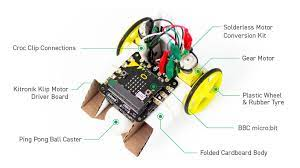 Croc Clip Connections
Solderless Motor
Conversion Kit
Gear Motor
Kitronik Klip Motor
Driver Board
Plastic Wheel
& Rubber Tyre
BBC micro:bit
Ping Pong Ball Caster
Folded Cardboard Body